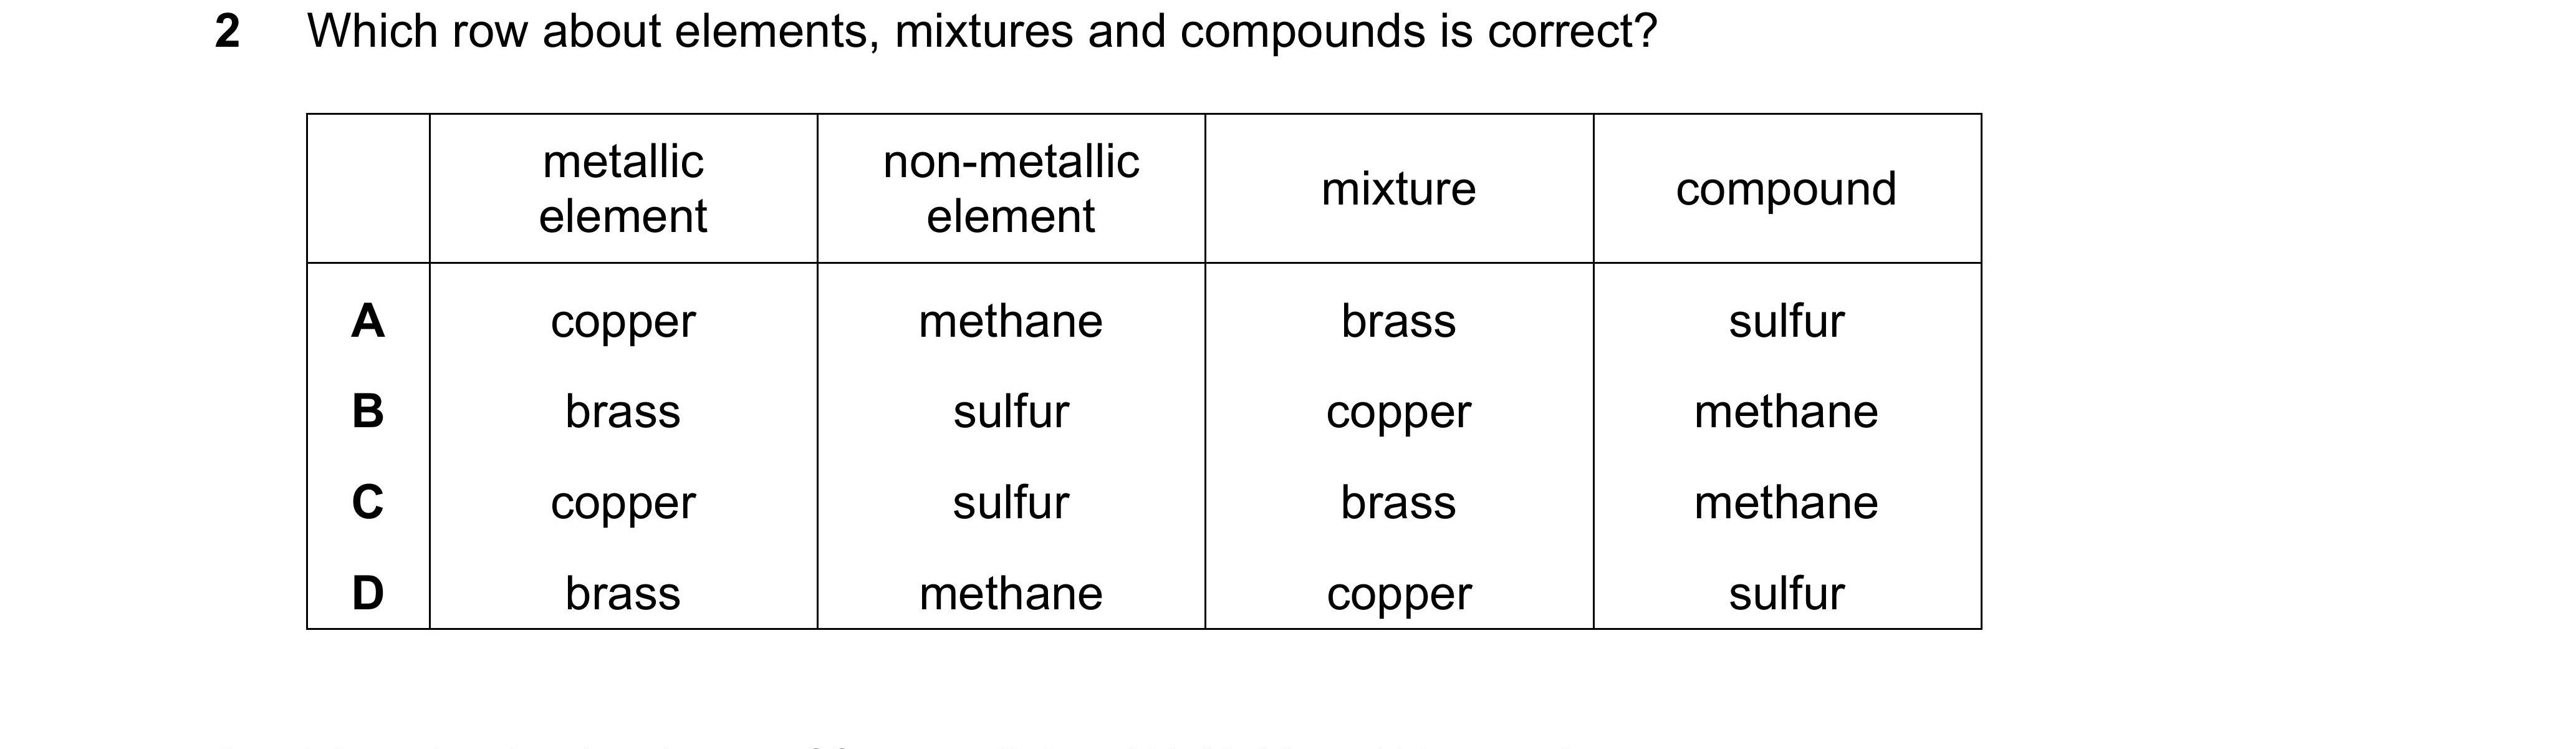 2 Which row about elements, mixtures and compounds is correct?
metallic element non-metallic element mixture compound
A copper methane brass sulfur
B brass sulfur copper methane
C copper sulfur brass methane
D brass methane copper sulfur